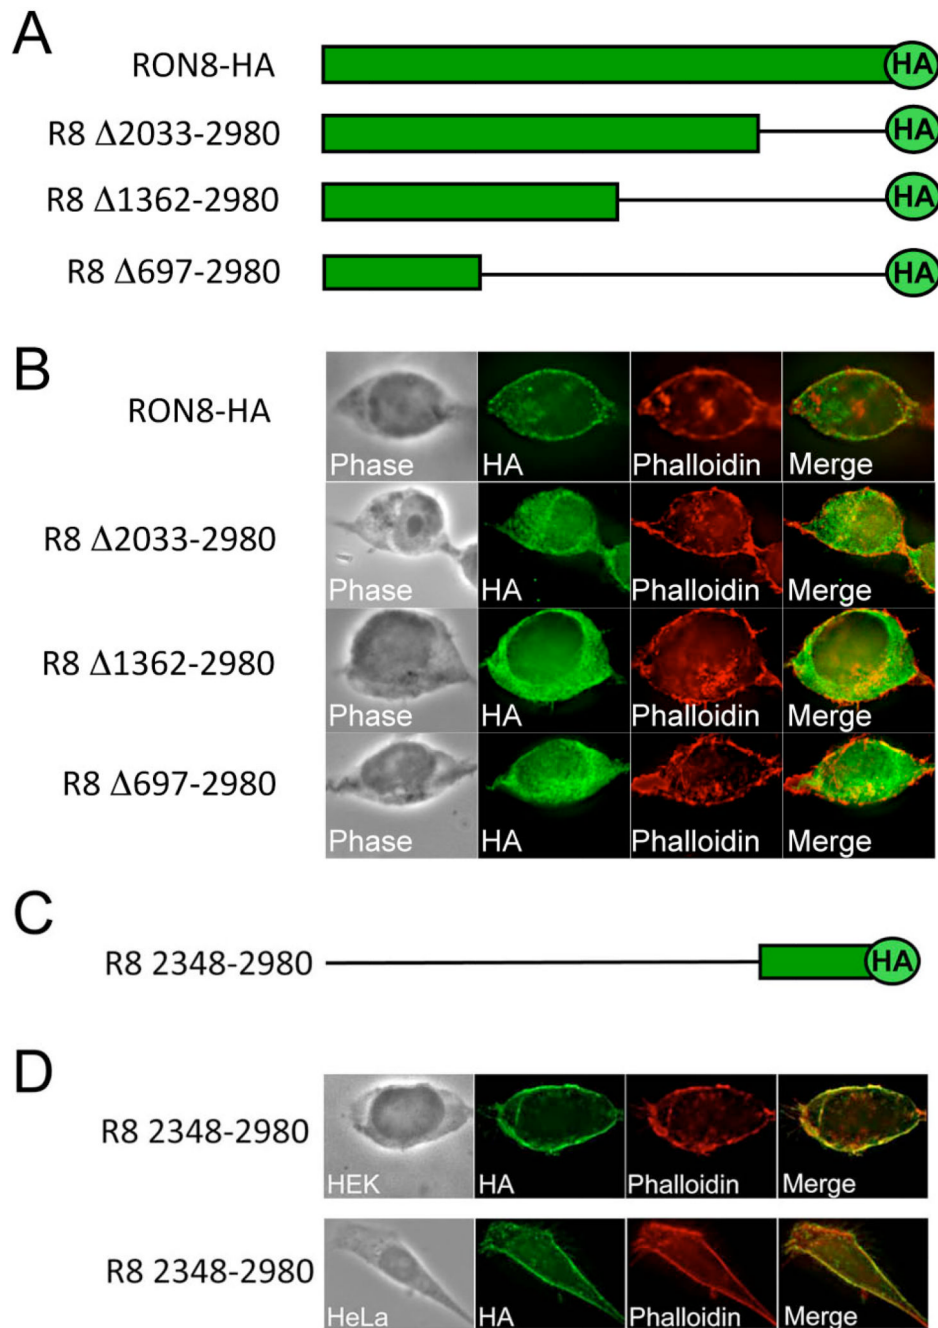 A
RON8-HA HA
R8 Δ2033-2980 HA
R8 Δ1362-2980 HA
R8 Δ697-2980 HA
B
RON8-HA
Phase HA Phalloidin Merge
R8 Δ2033-2980
Phase HA Phalloidin Merge
R8 Δ1362-2980
Phase HA Phalloidin Merge
R8 Δ697-2980
Phase HA Phalloidin Merge
C
R8 2348-2980 HA
D
R8 2348-2980
HEK HA Phalloidin Merge
R8 2348-2980
HeLa HA Phalloidin Merge